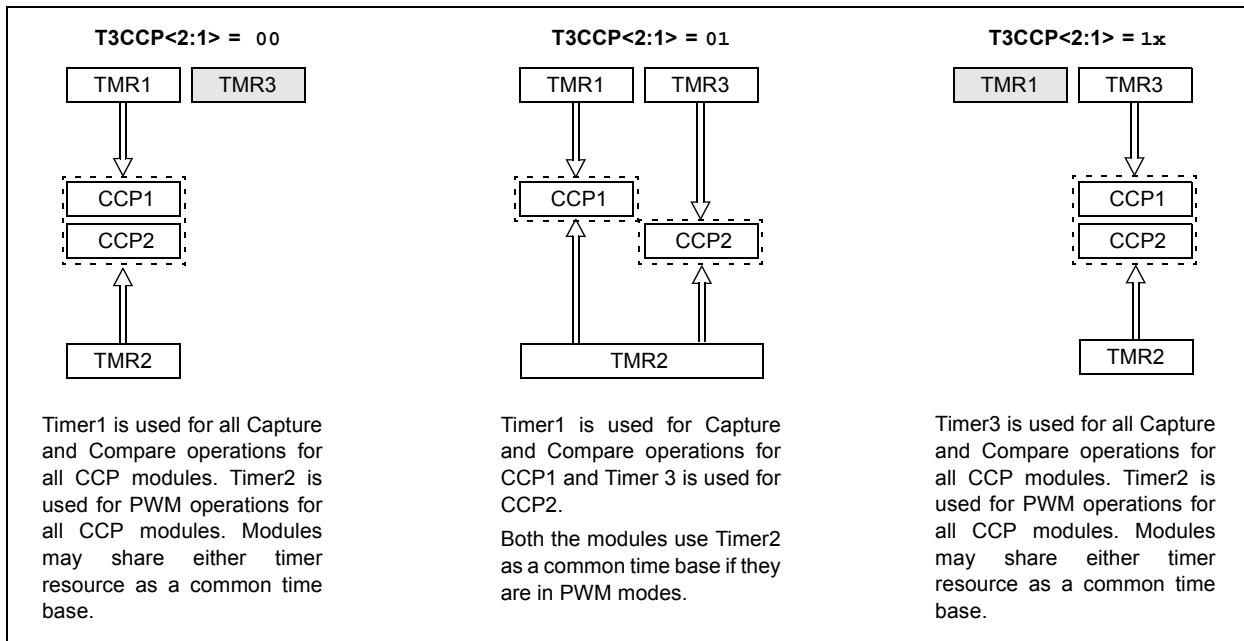 T3CCP<2:1> = 00
TMR1 TMR3
CCP1
CCP2
TMR2
Timer1 is used for all Capture
and Compare operations for
all CCP modules. Timer2 is
used for PWM operations for
all CCP modules. Modules
may share either timer
resource as a common time
base.
T3CCP<2:1> = 01
TMR1 TMR3
CCP1
CCP2
TMR2
Timer1 is used for Capture
and Compare operations for
CCP1 and Timer 3 is used for
CCP2.
Both the modules use Timer2
as a common time base if they
are in PWM modes.
T3CCP<2:1> = 1x
TMR1 TMR3
CCP1
CCP2
TMR2
Timer3 is used for all Capture
and Compare operations for
all CCP modules. Timer2 is
used for PWM operations for
all CCP modules. Modules
may share either timer
resource as a common time
base.